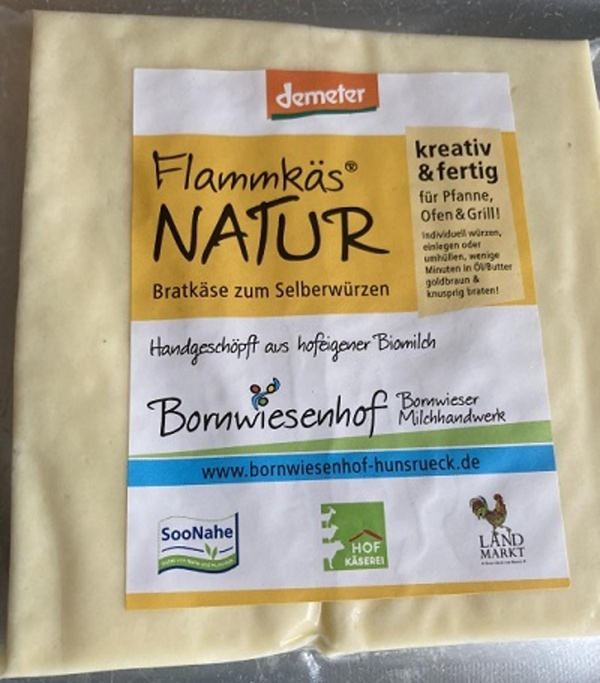 demeter
Flammkäs®
NATUR
Bratkäse zum Selberwürzen
kreativ
& fertig
für Pfanne,
Ofen & Grill!
Individuell würzen,
einlegen oder
umhüllen, wenige
Minuten in Öl/Butter
goldbraun &
knusprig braten!
Handgeschöpft aus hofeigener Biomilch
Bornwiesenhof
Bornwieser
Milchhandwerk
www.bornwiesenhof-hunsrueck.de
SooNahe
HOF
KÄSEREI
LAND
MARKT